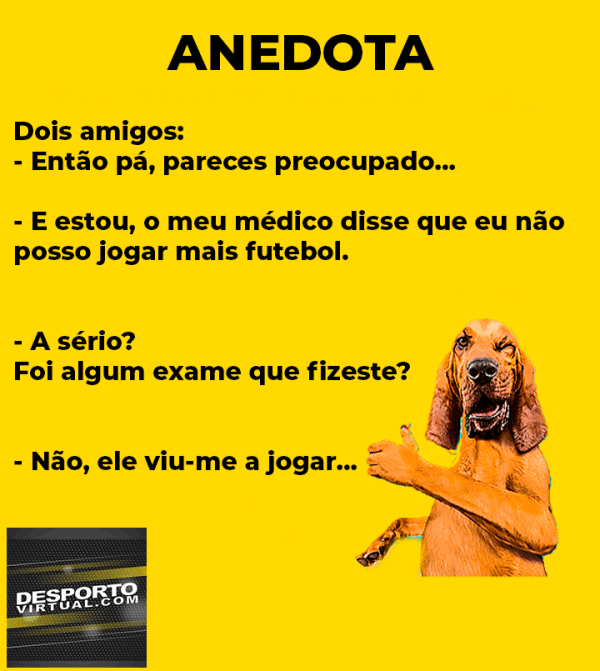 ANEDOTA
Dois amigos:
- Então pá, pareces preocupado...
- E estou, o meu médico disse que eu não
posso jogar mais futebol.
- A sério?
Foi algum exame que fizeste?
- Não, ele viu-me a jogar...
DESPORTO
VIRTUAL.COM